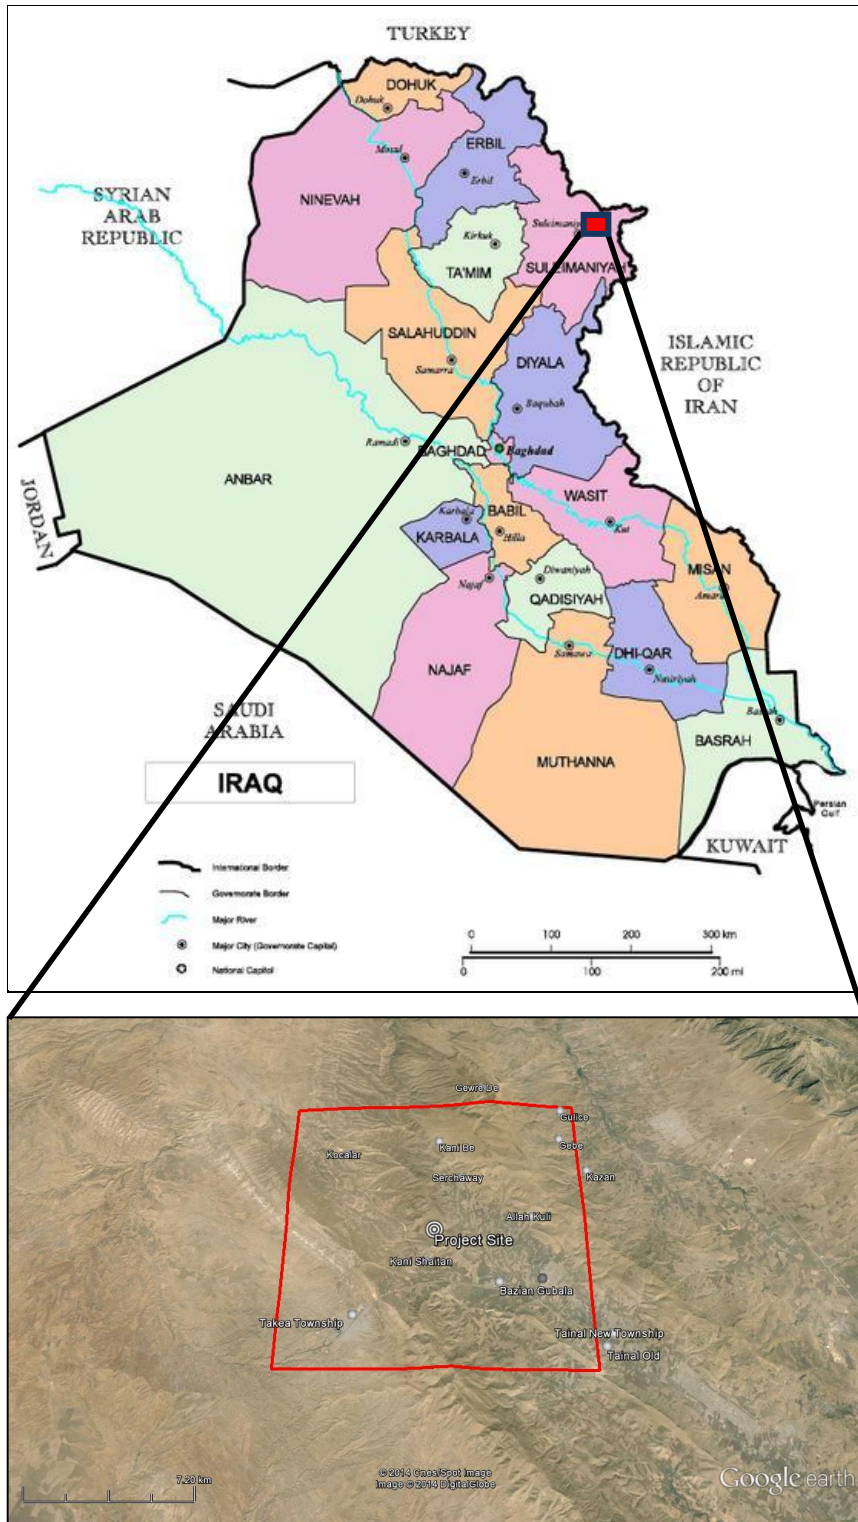 TURKEY
DOHUK
Dohuk
Mosul
ERBIL
Erbil
NINEVAH
SYRIAN
ARAB
REPUBLIC
Kirkuk
TA'MIM
SULEIMANIYAH
SALAHUDDIN
Samarra
DIYALA
Baqubah
ISLAMIC
REPUBLIC
OF
IRAN
Ramadi
BAGHDAD
Baghdad
ANBAR
JORDAN
WASIT
Kut
BABIL
Hilla
Karbala
KARBALA
Najaf
Diwaniyah
QADISIYAH
MISAN
Amara
Samawa
DHI-QAR
Nasiriyah
NAJAF
SAUDI
ARABIA
MUTHANNA
BASRAH
Basrah
IRAQ
Persian
Gulf
KUWAIT
International Border
Governorate Border
Major River
Major City (Governorate Capital)
National Capitol
0 100 200 300 km
0 100 200 mi
Gewre De
Gulice
Kani Be
Sebe
Kocalar
Serchaway
Kazan
Allah Kuli
Project Site
Kani Shaitan
Bazian Gubala
Takea Township
Tainal New Township
Tainal Old
7.20 km
© 2014 Cnes/Spot Image
Image © 2014 DigitalGlobe
Google earth